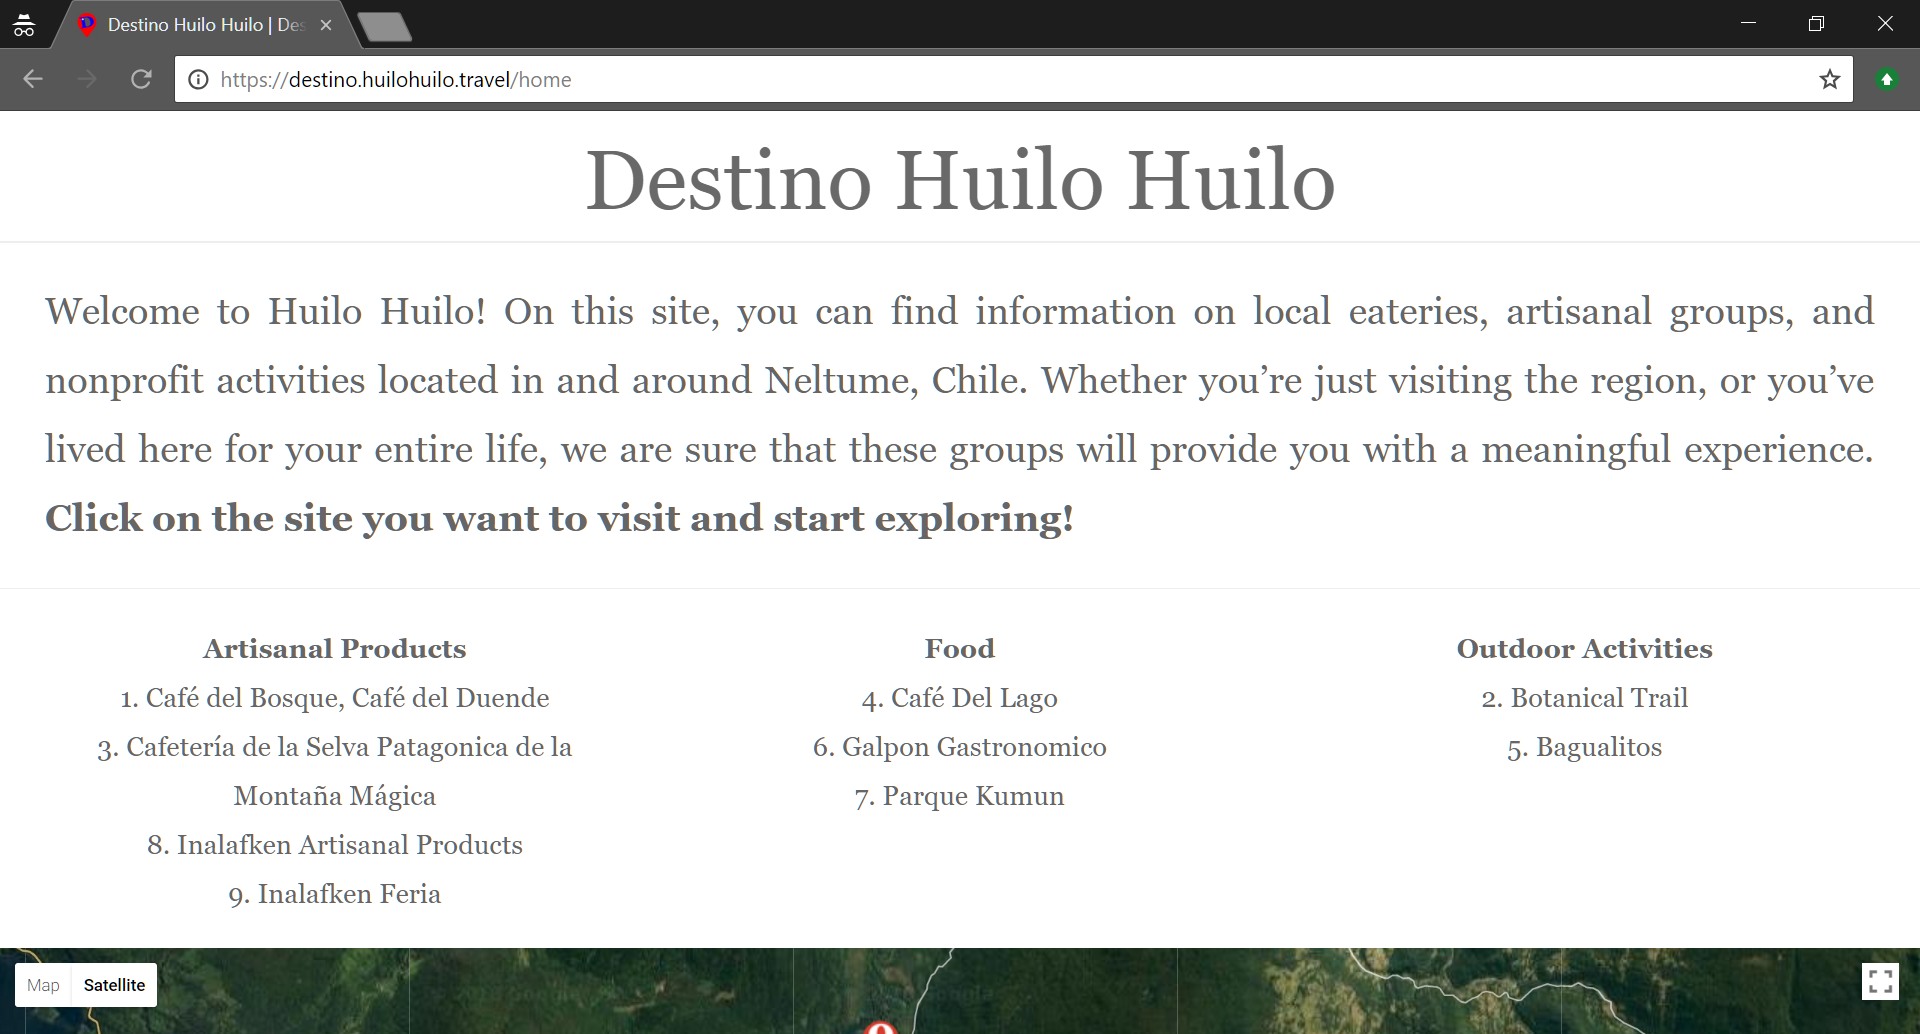 Destino Huilo Huilo | Des
https://destino.huilohuilo.travel/home
Destino Huilo Huilo
Welcome to Huilo Huilo! On this site, you can find information on local eateries, artisanal groups, and
nonprofit activities located in and around Neltume, Chile. Whether you’re just visiting the region, or you’ve
lived here for your entire life, we are sure that these groups will provide you with a meaningful experience.
Click on the site you want to visit and start exploring!
Artisanal Products
1. Café del Bosque, Café del Duende
3. Cafetería de la Selva Patagonica de la
Montaña Mágica
8. Inalafken Artisanal Products
9. Inalafken Feria
Food
4. Café Del Lago
6. Galpon Gastronomico
7. Parque Kumun
Outdoor Activities
2. Botanical Trail
5. Bagualitos
Map Satellite